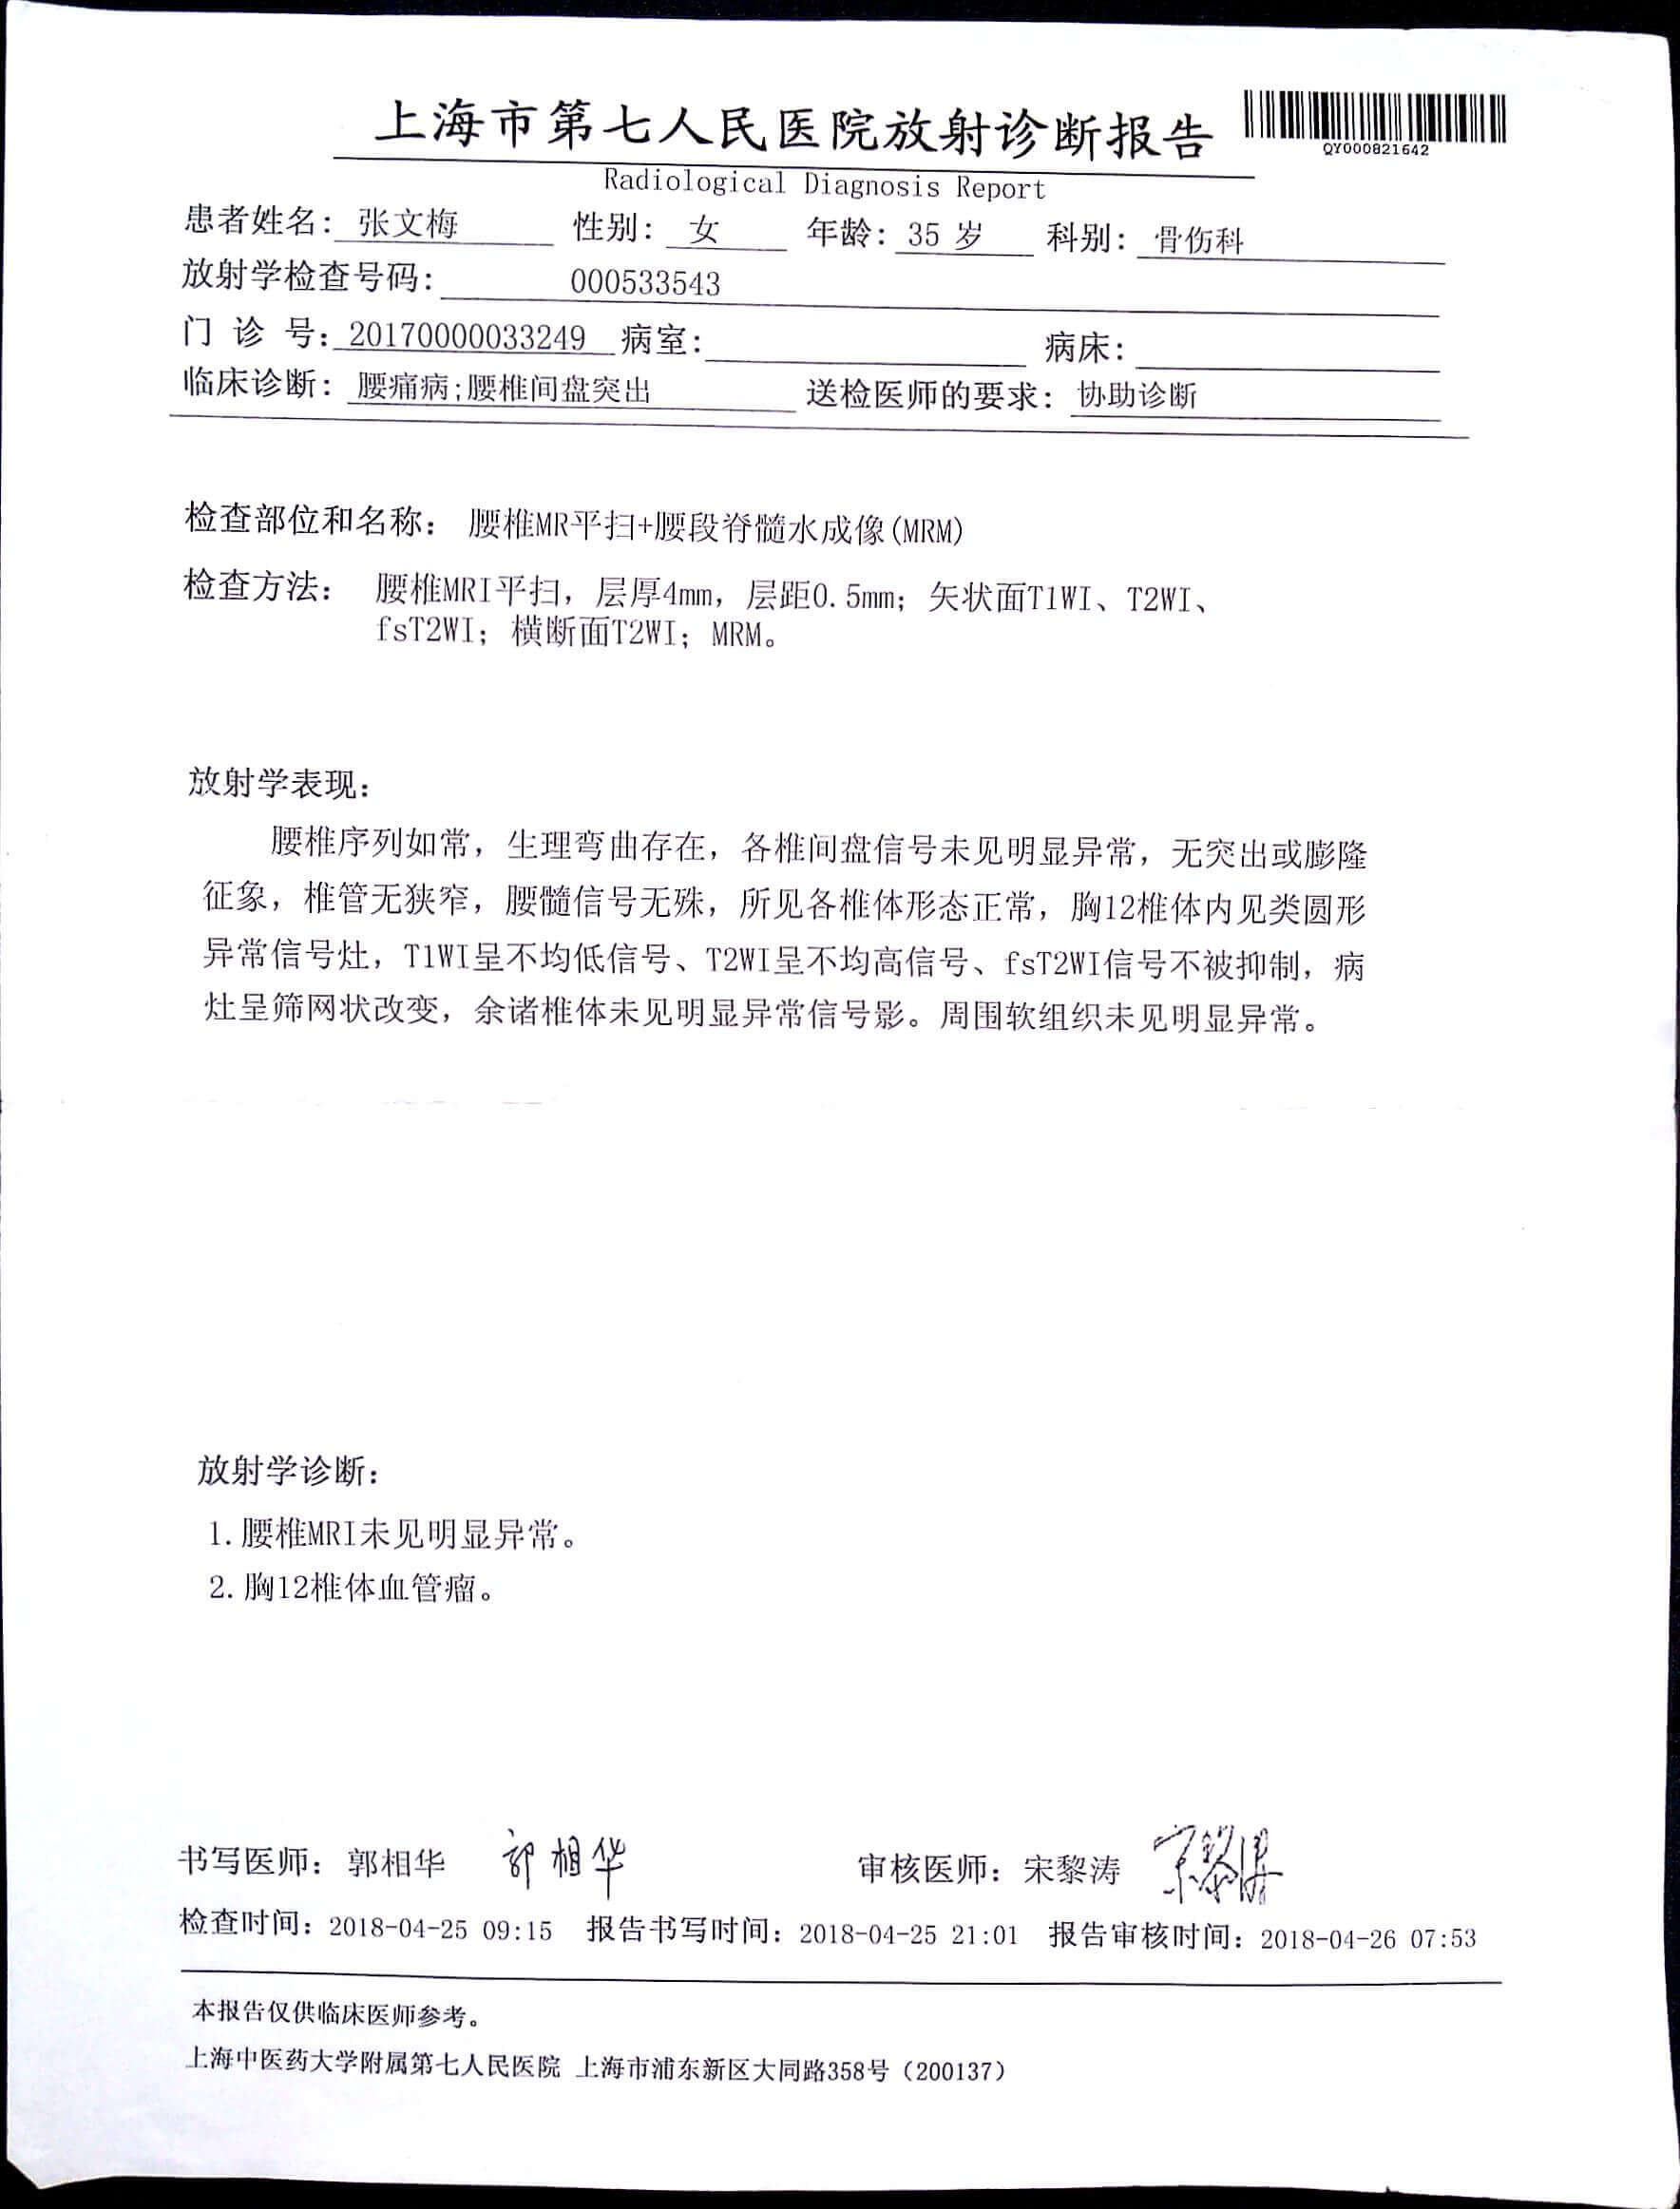 上海市第七人民医院放射诊断报告
QY000821642
Radiological Diagnosis Report
患者姓名: 张文梅 性别: 女 年龄: 35 岁 科别: 骨伤科
放射学检查号码: 000533543
门 诊 号: 20170000033249 病室: 病床:
临床诊断: 腰痛病;腰椎间盘突出 送检医师的要求: 协助诊断
检查部位和名称: 腰椎MR平扫+腰段脊髓水成像(MRM)
检查方法: 腰椎MRI平扫，层厚4mm，层距0.5mm；矢状面T1WI、T2WI、
fsT2WI；横断面T2WI；MRM。
放射学表现:
腰椎序列如常，生理弯曲存在，各椎间盘信号未见明显异常，无突出或膨隆
征象，椎管无狭窄，腰髓信号无殊，所见各椎体形态正常，胸12椎体内见类圆形
异常信号灶，T1WI呈不均低信号、T2WI呈不均高信号、fsT2WI信号不被抑制，病
灶呈筛网状改变，余诸椎体未见明显异常信号影。周围软组织未见明显异常。
放射学诊断:
1.腰椎MRI未见明显异常。
2.胸12椎体血管瘤。
书写医师: 郭相华 郭相华 审核医师: 宋黎涛 宋黎涛
检查时间: 2018-04-25 09:15 报告书写时间: 2018-04-25 21:01 报告审核时间: 2018-04-26 07:53
本报告仅供临床医师参考。
上海中医药大学附属第七人民医院 上海市浦东新区大同路358号（200137）